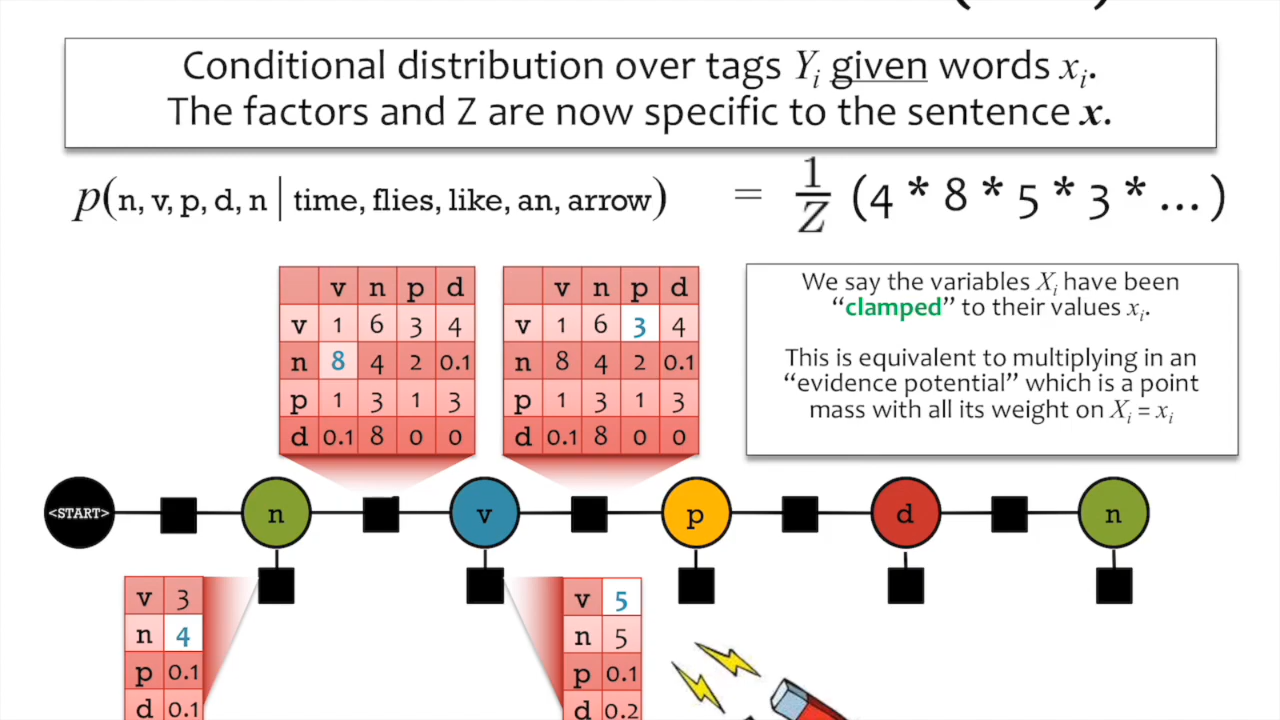 Conditional distribution over tags Yi given words xi.
The factors and Z are now specific to the sentence x.
p(n, v, p, d, n | time, flies, like, an, arrow) = 1/Z (4 * 8 * 5 * 3 * ...)
v n p d
v 1 6 3 4
n 8 4 2 0.1
p 1 3 1 3
d 0.1 8 0 0
v n p d
v 1 6 3 4
n 8 4 2 0.1
p 1 3 1 3
d 0.1 8 0 0
We say the variables Xi have been
“clamped” to their values xi.
This is equivalent to multiplying in an
“evidence potential” which is a point
mass with all its weight on Xi = xi
<START> n v p d n
v 3
n 4
p 0.1
d 0.1
v 5
n 5
p 0.1
d 0.2